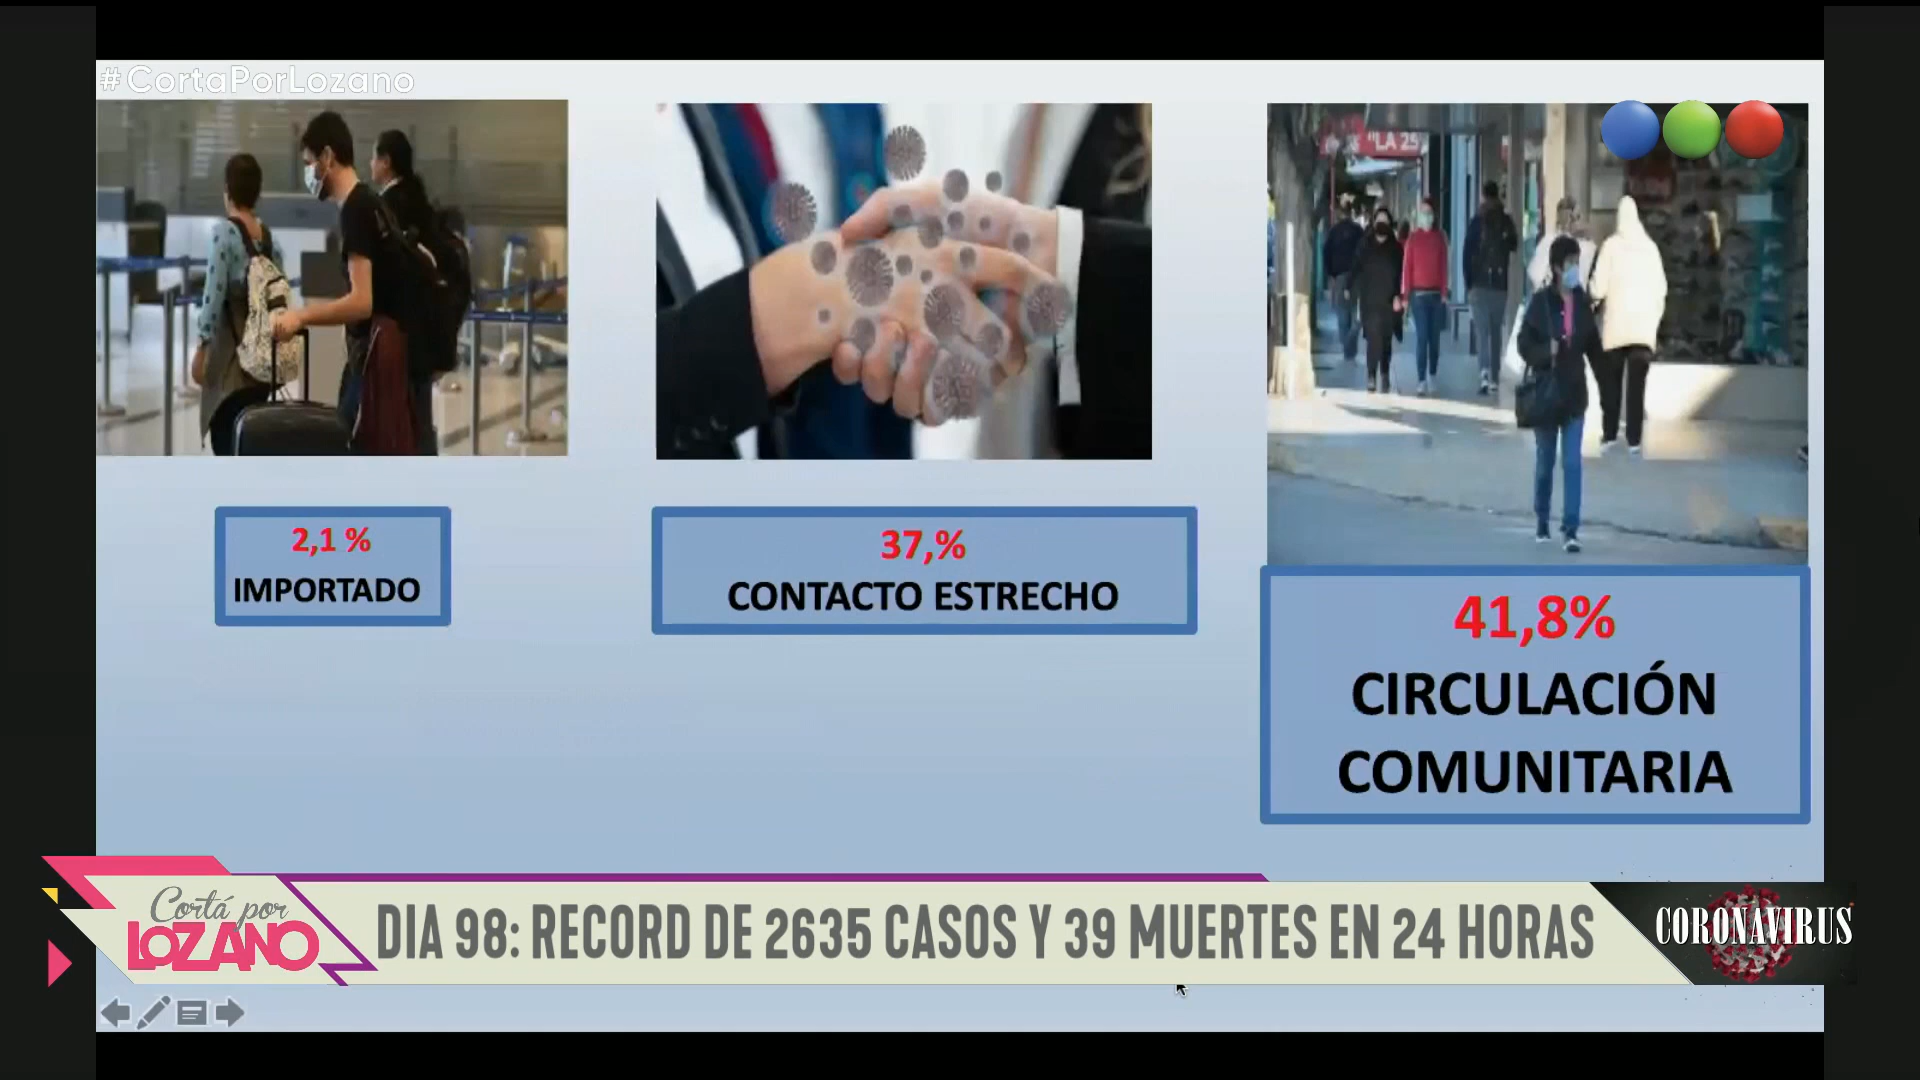 #CortaPorLozano
"LA 25
2,1 %
IMPORTADO
37,%
CONTACTO ESTRECHO
41,8%
CIRCULACIÓN
COMUNITARIA
Cortá por
LOZANO
DIA 98: RECORD DE 2635 CASOS Y 39 MUERTES EN 24 HORAS
CORONAVIRUS